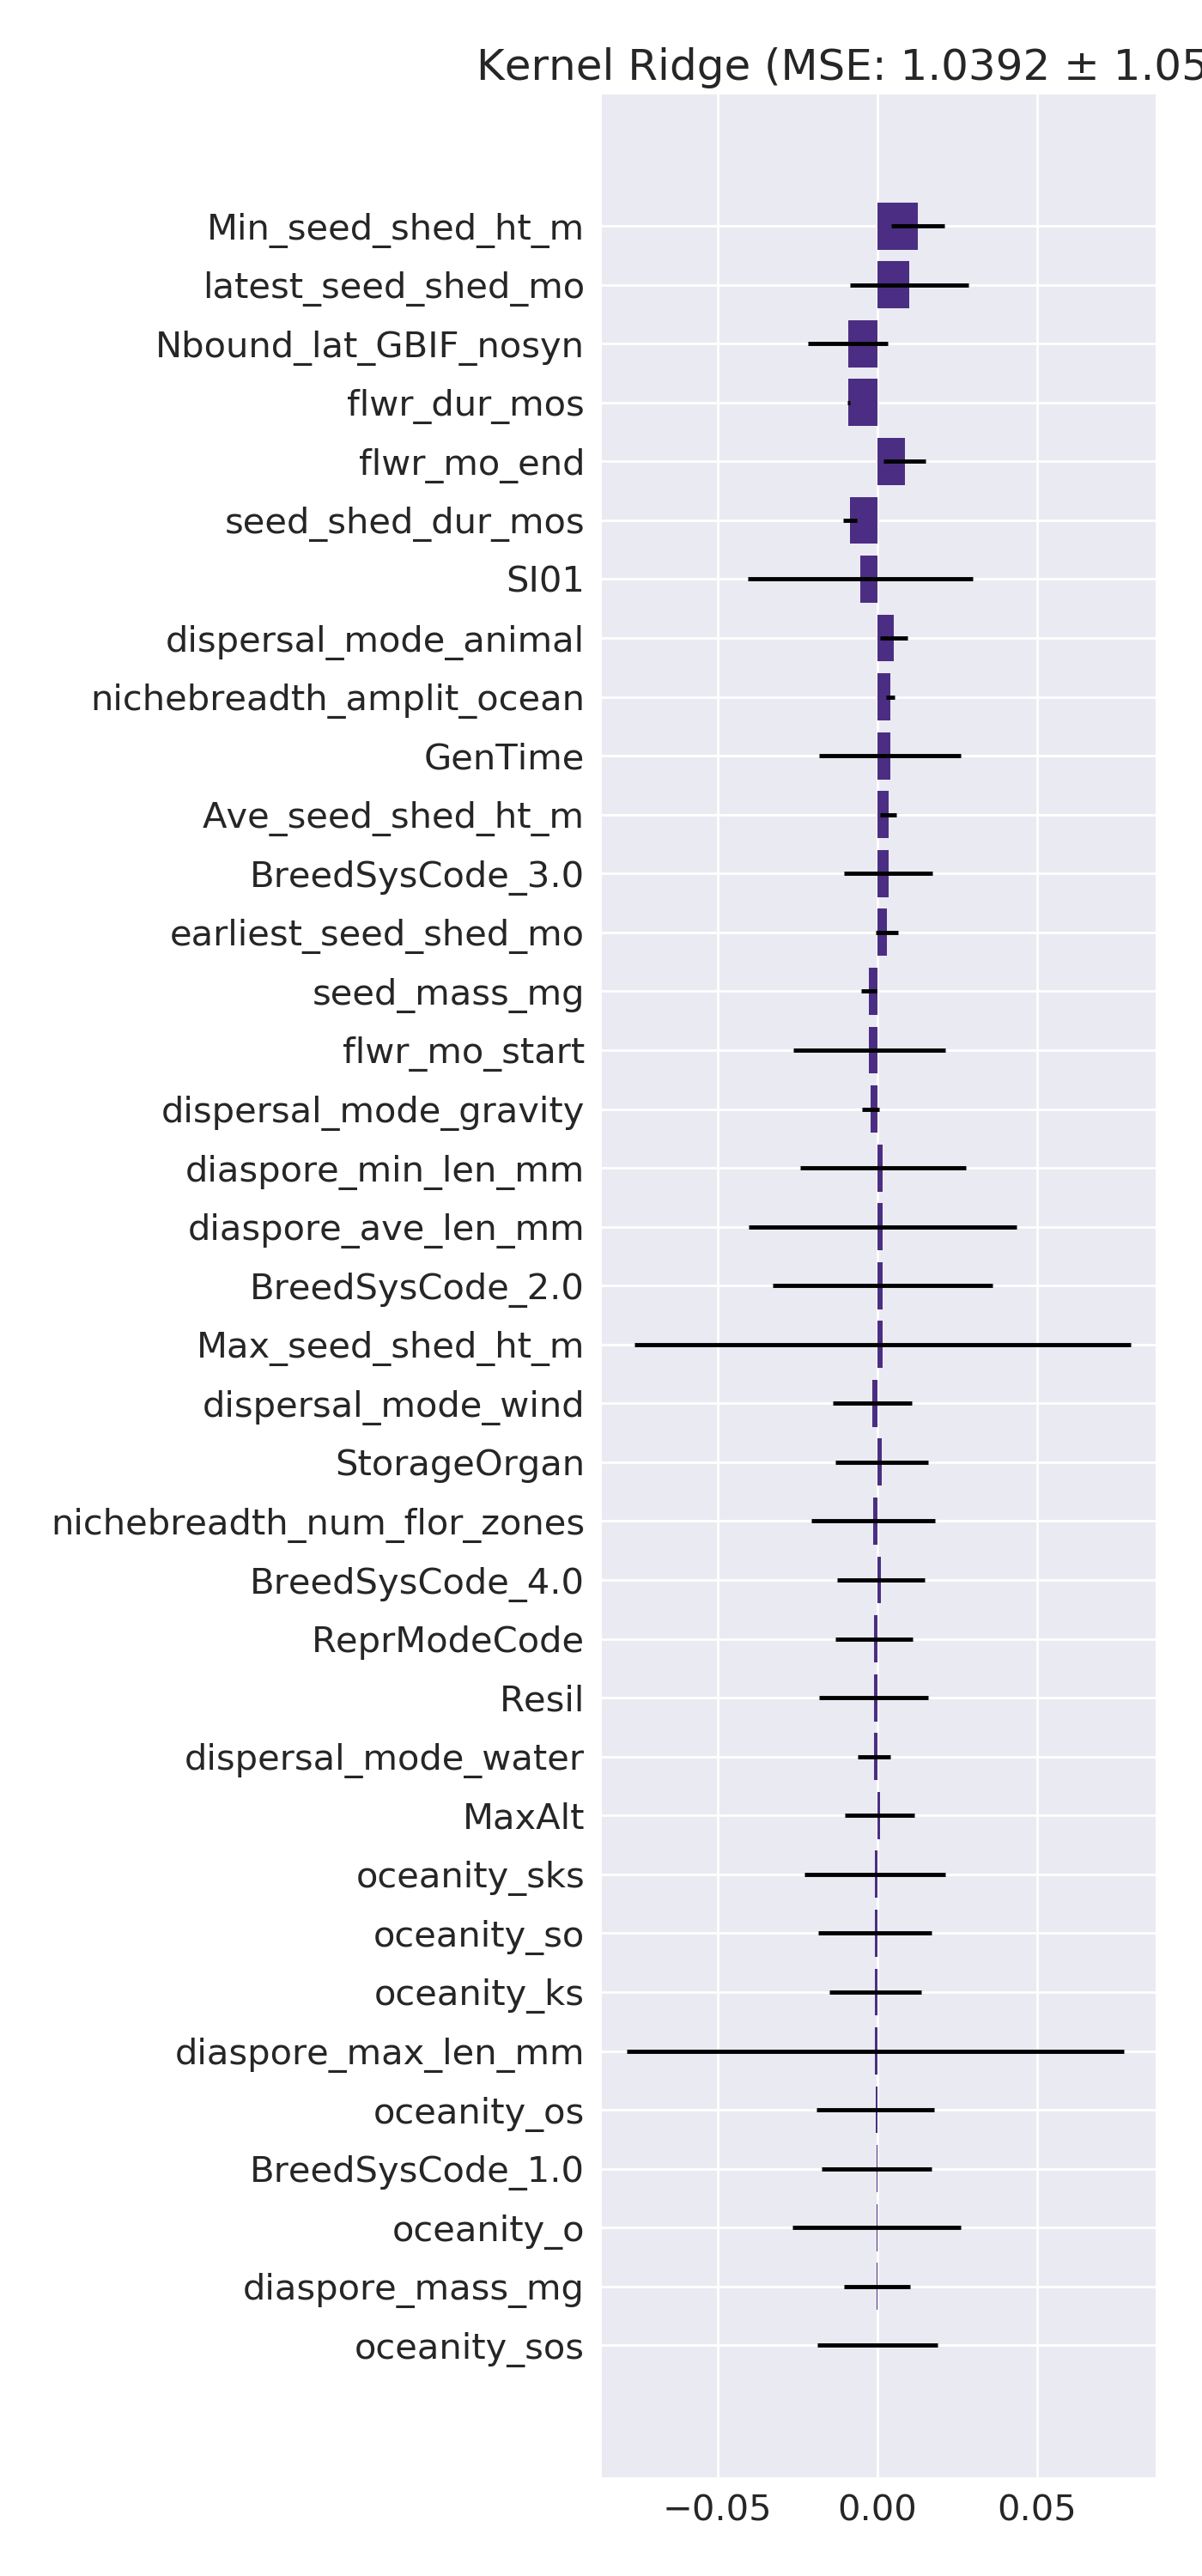 Kernel Ridge (MSE: 1.0392 ± 1.05
Min_seed_shed_ht_m
latest_seed_shed_mo
Nbound_lat_GBIF_nosyn
flwr_dur_mos
flwr_mo_end
seed_shed_dur_mos
SI01
dispersal_mode_animal
nichebreadth_amplit_ocean
GenTime
Ave_seed_shed_ht_m
BreedSysCode_3.0
earliest_seed_shed_mo
seed_mass_mg
flwr_mo_start
dispersal_mode_gravity
diaspore_min_len_mm
diaspore_ave_len_mm
BreedSysCode_2.0
Max_seed_shed_ht_m
dispersal_mode_wind
StorageOrgan
nichebreadth_num_flor_zones
BreedSysCode_4.0
ReprModeCode
Resil
dispersal_mode_water
MaxAlt
oceanity_sks
oceanity_so
oceanity_ks
diaspore_max_len_mm
oceanity_os
BreedSysCode_1.0
oceanity_o
diaspore_mass_mg
oceanity_sos
−0.05 0.00 0.05